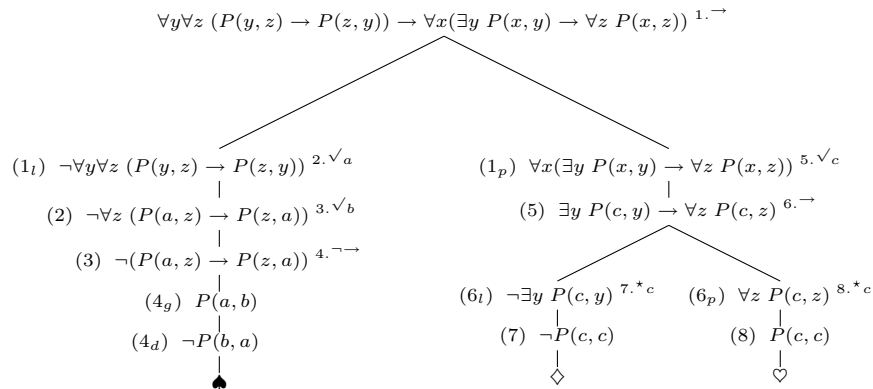 ∀y∀z (P(y, z) → P(z, y)) → ∀x(∃y P(x, y) → ∀z P(x, z)) 1.→
(1l) ¬∀y∀z (P(y, z) → P(z, y)) 2.√a
(1p) ∀x(∃y P(x, y) → ∀z P(x, z)) 5.√c
(2) ¬∀z (P(a, z) → P(z, a)) 3.√b
(5) ∃y P(c, y) → ∀z P(c, z) 6.→
(3) ¬(P(a, z) → P(z, a)) 4.¬→
(4g) P(a, b)
(6l) ¬∃y P(c, y) 7.⋆c
(6p) ∀z P(c, z) 8.⋆c
(4d) ¬P(b, a)
(7) ¬P(c, c)
(8) P(c, c)
♠
♢
♡